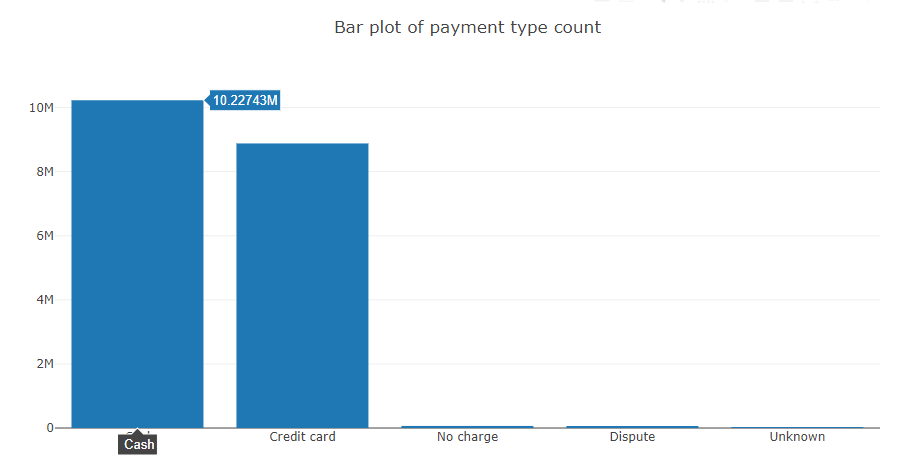 Bar plot of payment type count
10M
10.22743M
8M
6M
4M
2M
0
Cash
Credit card
No charge
Dispute
Unknown